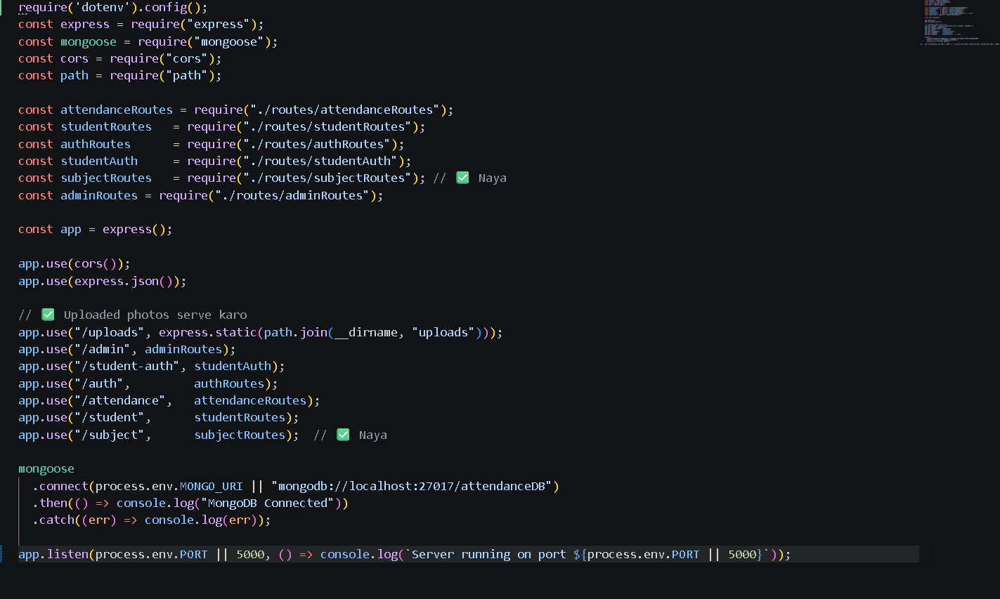 require('dotenv').config();
const express = require("express");
const mongoose = require("mongoose");
const cors = require("cors");
const path = require("path");
const attendanceRoutes = require("./routes/attendanceRoutes");
const studentRoutes   = require("./routes/studentRoutes");
const authRoutes      = require("./routes/authRoutes");
const studentAuth     = require("./routes/studentAuth");
const subjectRoutes   = require("./routes/subjectRoutes"); // ✅ Naya
const adminRoutes = require("./routes/adminRoutes");
const app = express();
app.use(cors());
app.use(express.json());
// ✅ Uploaded photos serve karo
app.use("/uploads", express.static(path.join(__dirname, "uploads")));
app.use("/admin", adminRoutes);
app.use("/student-auth", studentAuth);
app.use("/auth",         authRoutes);
app.use("/attendance",   attendanceRoutes);
app.use("/student",      studentRoutes);
app.use("/subject",      subjectRoutes);  // ✅ Naya
mongoose
  .connect(process.env.MONGO_URI || "mongodb://localhost:27017/attendanceDB")
  .then(() => console.log("MongoDB Connected"))
  .catch((err) => console.log(err));
app.listen(process.env.PORT || 5000, () => console.log(`Server running on port ${process.env.PORT || 5000}`));